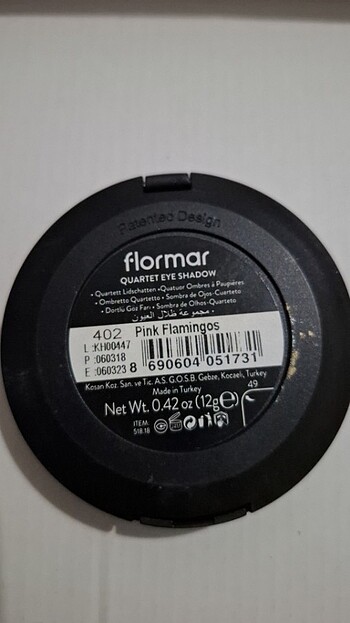 Patented Design
flormar
QUARTET EYE SHADOW
• Quartett Lidschatten • Quatuor Ombres à Paupières
• Ombretto Quartetto • Sombra de Ojos-Cuarteto
• Dörtlü Göz Farı • Sombra de Olhos-Quarteto
• مجموعة ظلال العيون
402 Pink Flamingos
L :KH00447
P :060318
E :060323
8 690604 051731
Kosan Koz. San. ve Tic. A.S. G.O.S.B. Gebze, Kocaeli, Turkey
Made in Turkey
49
Net Wt. 0.42 oz (12g) e
ITEM:
518.18